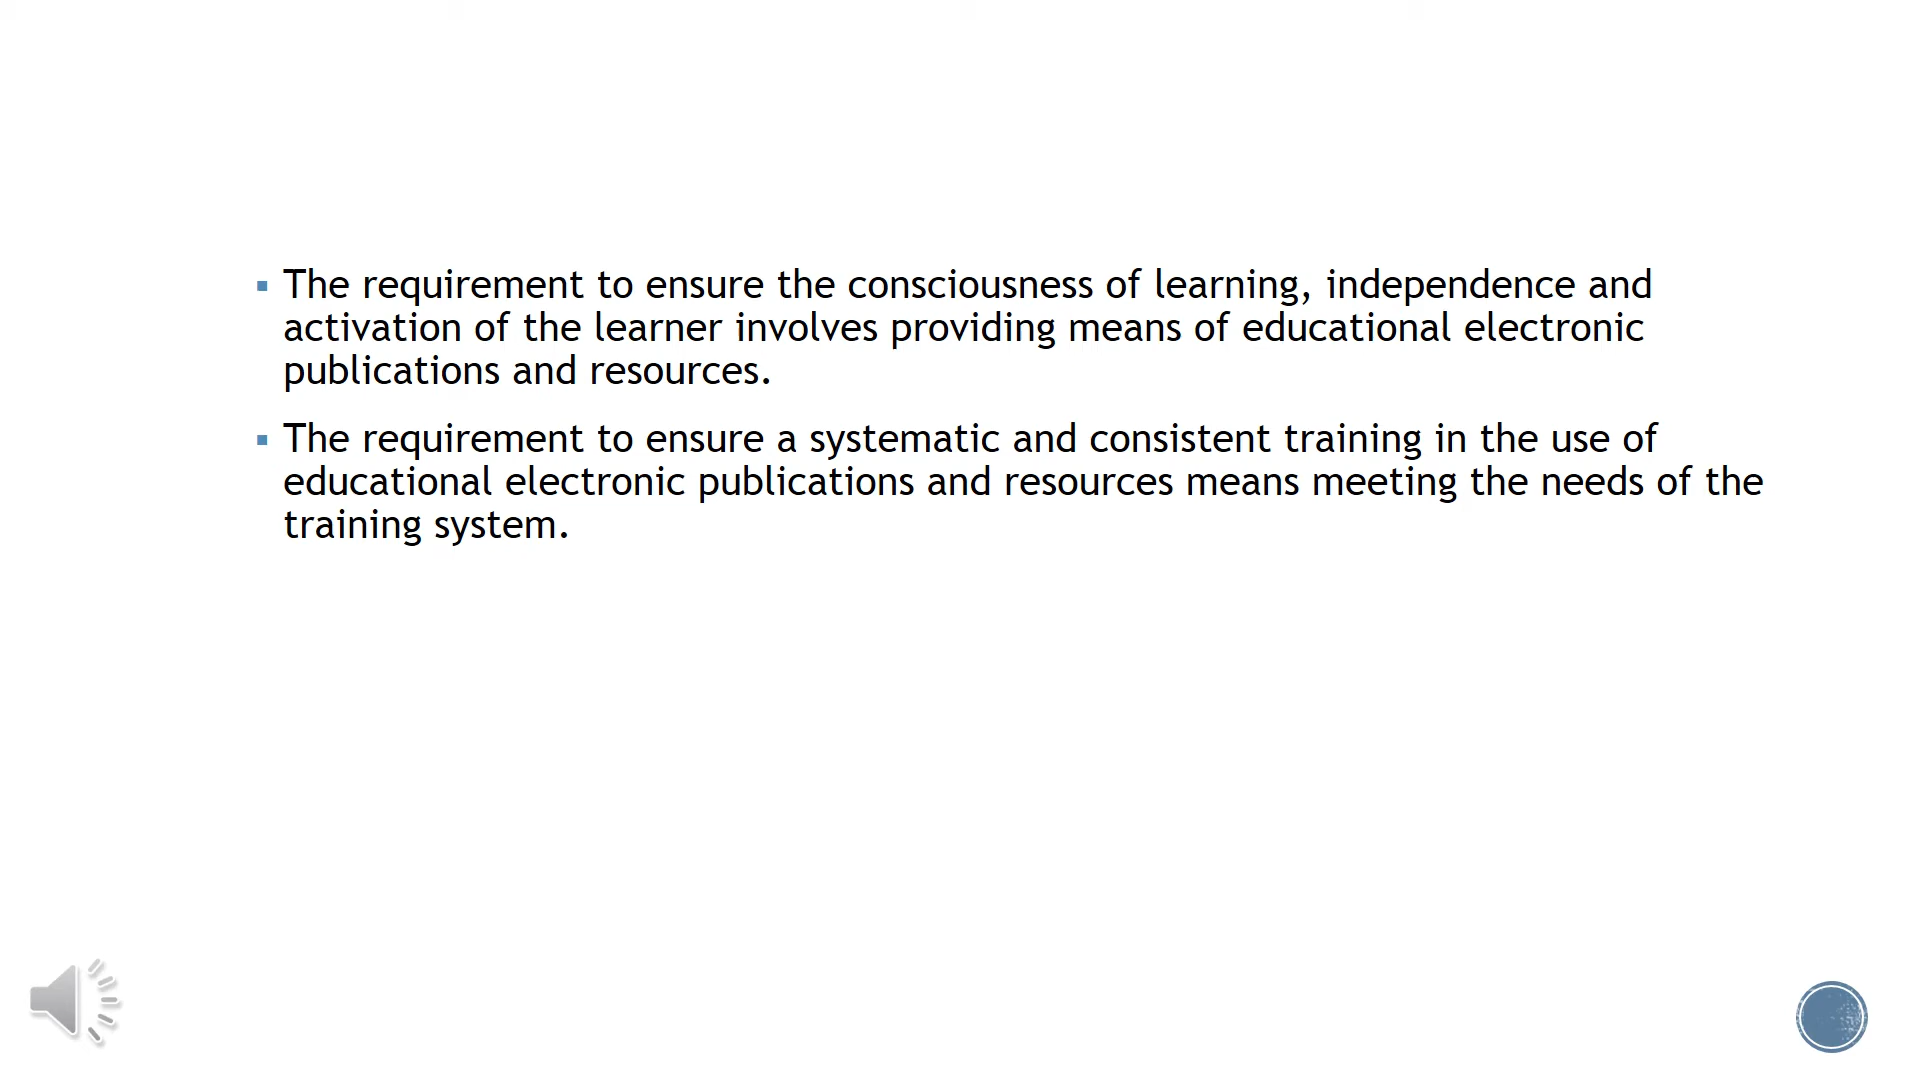 The requirement to ensure the consciousness of learning, independence and
activation of the learner involves providing means of educational electronic
publications and resources.
The requirement to ensure a systematic and consistent training in the use of
educational electronic publications and resources means meeting the needs of the
training system.